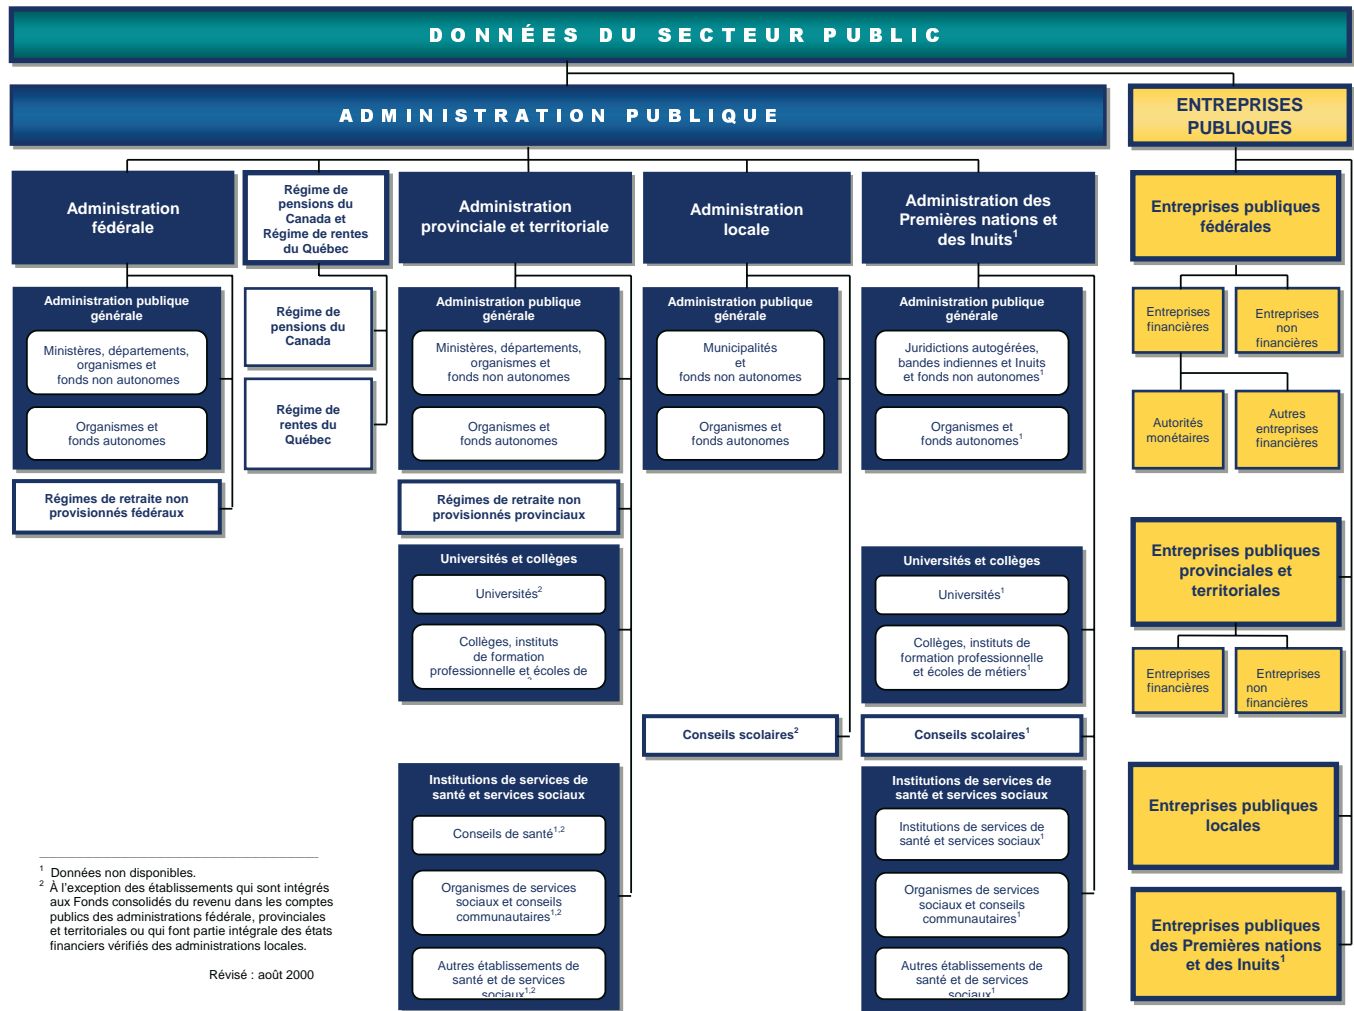 DONNÉES DU SECTEUR PUBLIC
ADMINISTRATION PUBLIQUE
ENTREPRISES
PUBLIQUES
Administration
fédérale
Régime de
pensions du
Canada et
Régime de rentes
du Québec
Administration
provinciale et territoriale
Administration
locale
Administration des
Premières nations et
des Inuits¹
Entreprises publiques
fédérales
Administration publique
générale
Ministères, départements,
organismes et
fonds non autonomes
Organismes et
fonds autonomes
Régimes de retraite non
provisionnés fédéraux
Régime de
pensions du
Canada
Régime de
rentes du
Québec
Administration publique
générale
Ministères, départements,
organismes et
fonds non autonomes
Organismes et
fonds autonomes
Régimes de retraite non
provisionnés provinciaux
Universités et collèges
Universités²
Collèges, instituts
de formation
professionnelle et écoles de
Institutions de services de
santé et services sociaux
Conseils de santé¹,²
Organismes de services
sociaux et conseils
communautaires¹,²
Autres établissements de
santé et de services
sociaux¹,²
Administration publique
générale
Municipalités
et
fonds non autonomes
Organismes et
fonds autonomes
Conseils scolaires²
Administration publique
générale
Juridictions autogérées,
bandes indiennes et Inuits
et fonds non autonomes¹
Organismes et
fonds autonomes¹
Universités et collèges
Universités¹
Collèges, instituts de
formation professionnelle
et écoles de métiers¹
Conseils scolaires¹
Institutions de services de
santé et services sociaux
Institutions de services de
santé et services sociaux¹
Organismes de services
sociaux et conseils
communautaires¹
Autres établissements de
santé et de services
sociaux¹
Entreprises
financières
Entreprises
non
financières
Autorités
monétaires
Autres
entreprises
financières
Entreprises publiques
provinciales et
territoriales
Entreprises
financières
Entreprises
non
financières
Entreprises publiques
locales
Entreprises publiques
des Premières nations
et des Inuits¹
¹ Données non disponibles.
² À l'exception des établissements qui sont intégrés
aux Fonds consolidés du revenu dans les comptes
publics des administrations fédérale, provinciales
et territoriales ou qui font partie intégrale des états
financiers vérifiés des administrations locales.
Révisé : août 2000